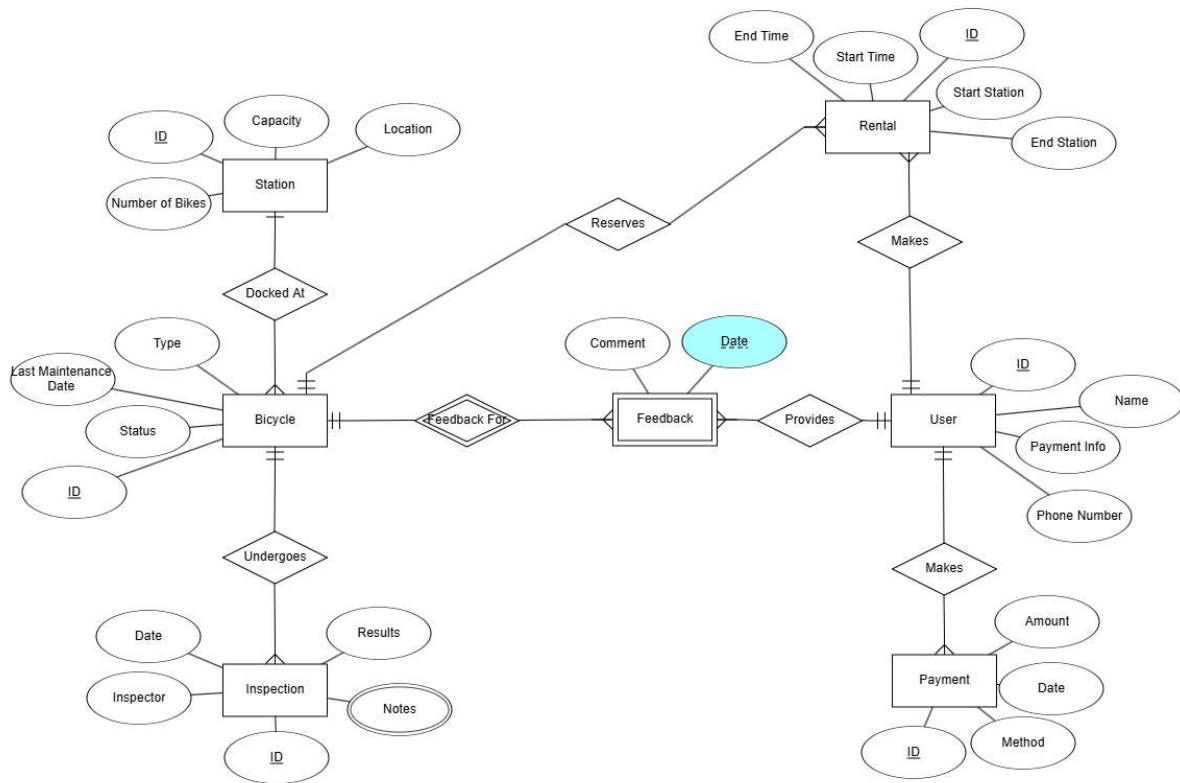 End Time
Start Time
ID
Start Station
Rental
End Station
ID
Capacity
Location
Station
Number of Bikes
Reserves
Makes
Docked At
Type
Comment
Date
Last Maintenance
Date
ID
Name
Status
Bicycle
Feedback For
Feedback
Provides
User
Payment Info
ID
Phone Number
Undergoes
Makes
Date
Results
Amount
Inspector
Inspection
Notes
Payment
Date
ID
ID
Method